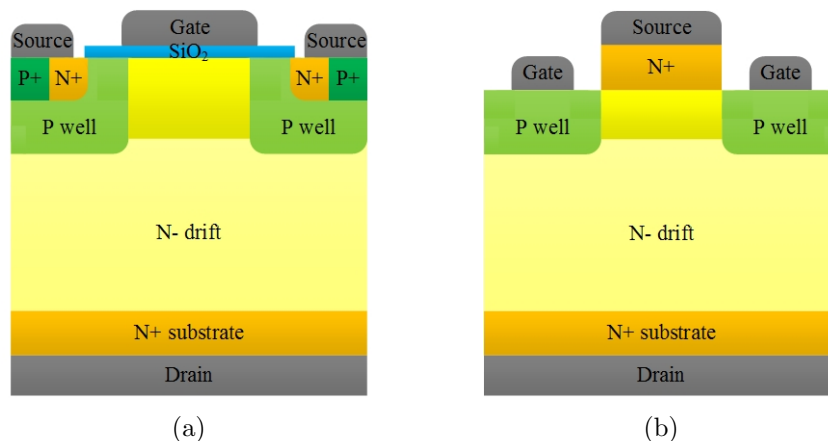 Gate
Source
Source
SiO₂
P+
N+
N+
P+
P well
P well
N- drift
N+ substrate
Drain
(a)
Source
N+
Gate
Gate
P well
P well
N- drift
N+ substrate
Drain
(b)